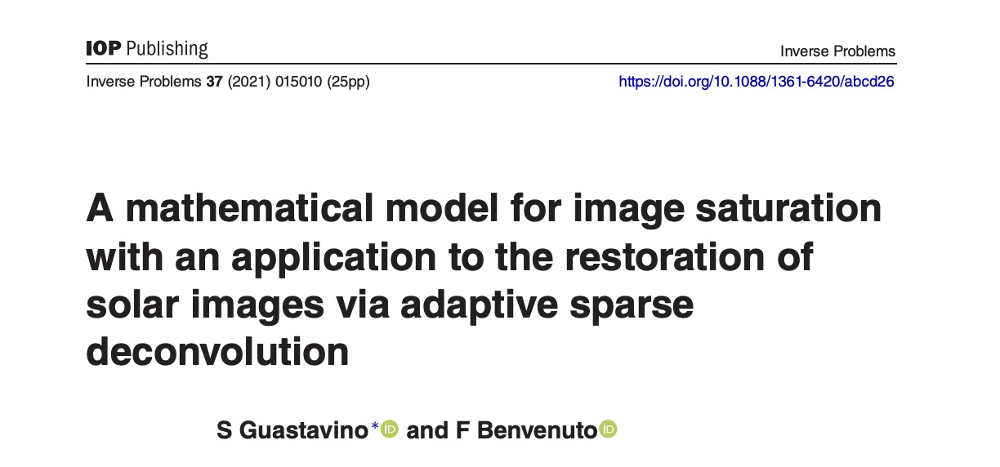 IOP Publishing
Inverse Problems
Inverse Problems 37 (2021) 015010 (25pp)
https://doi.org/10.1088/1361-6420/abcd26
A mathematical model for image saturation
with an application to the restoration of
solar images via adaptive sparse
deconvolution
S Guastavino* iD and F Benvenuto iD